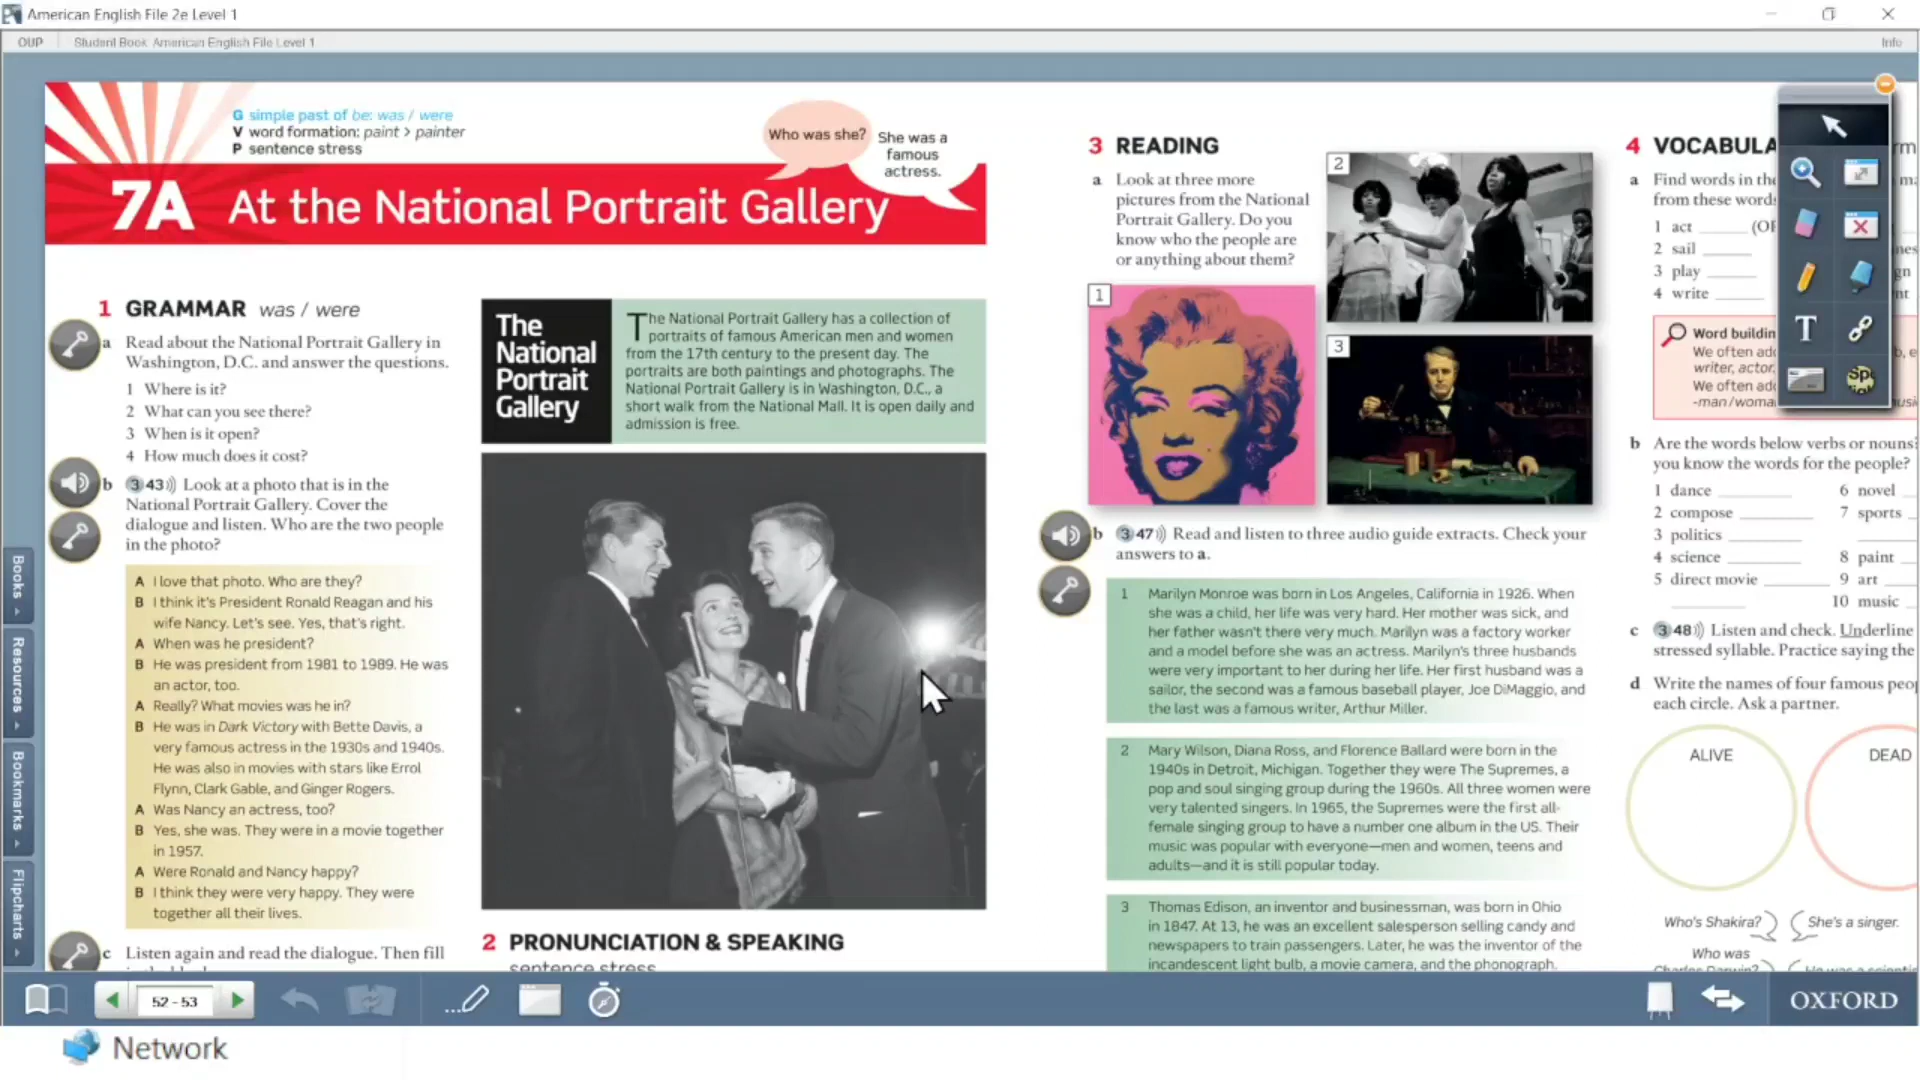 American English File 2e Level 1
OUP
Student Book: American English File Level 1
Info
G simple past of be: was / were
V word formation: paint > painter
P sentence stress
Who was she?
She was a
famous
actress.
7A At the National Portrait Gallery
1 GRAMMAR was / were
a Read about the National Portrait Gallery in
Washington, D.C. and answer the questions.
1 Where is it?
2 What can you see there?
3 When is it open?
4 How much does it cost?
b 3 43 Look at a photo that is in the
National Portrait Gallery. Cover the
dialogue and listen. Who are the two people
in the photo?
A I love that photo. Who are they?
B I think it's President Ronald Reagan and his
wife Nancy. Let's see. Yes, that's right.
A When was he president?
B He was president from 1981 to 1989. He was
an actor, too.
A Really? What movies was he in?
B He was in Dark Victory with Bette Davis, a
very famous actress in the 1930s and 1940s.
He was also in movies with stars like Errol
Flynn, Clark Gable, and Ginger Rogers.
A Was Nancy an actress, too?
B Yes, she was. They were in a movie together
in 1957.
A Were Ronald and Nancy happy?
B I think they were very happy. They were
together all their lives.
c Listen again and read the dialogue. Then fill
The
National
Portrait
Gallery
The National Portrait Gallery has a collection of
portraits of famous American men and women
from the 17th century to the present day. The
portraits are both paintings and photographs. The
National Portrait Gallery is in Washington, D.C., a
short walk from the National Mall. It is open daily and
admission is free.
2 PRONUNCIATION & SPEAKING
sentence stress
3 READING
a Look at three more
pictures from the National
Portrait Gallery. Do you
know who the people are
or anything about them?
1
2
3
b 3 47 Read and listen to three audio guide extracts. Check your
answers to a.
1 Marilyn Monroe was born in Los Angeles, California in 1926. When
she was a child, her life was very hard. Her mother was sick, and
her father wasn't there very much. Marilyn was a factory worker
and a model before she was an actress. Marilyn's three husbands
were very important to her during her life. Her first husband was a
sailor, the second was a famous baseball player, Joe DiMaggio, and
the last was a famous writer, Arthur Miller.
2 Mary Wilson, Diana Ross, and Florence Ballard were born in the
1940s in Detroit, Michigan. Together they were The Supremes, a
pop and soul singing group during the 1960s. All three women were
very talented singers. In 1965, the Supremes were the first all-
female singing group to have a number one album in the US. Their
music was popular with everyone—men and women, teens and
adults—and it is still popular today.
3 Thomas Edison, an inventor and businessman, was born in Ohio
in 1847. At 13, he was an excellent salesperson selling candy and
newspapers to train passengers. Later, he was the inventor of the
incandescent light bulb, a movie camera, and the phonograph.
4 VOCABULA
a Find words in the
from these word
1 act
2 sail
3 play
4 write
Word buildin
We often add
writer, actor.
We often add
-man/woma
b Are the words below verbs or nouns?
you know the words for the people?
1 dance
2 compose
3 politics
4 science
5 direct movie
6 novel
7 sports
8 paint
9 art
10 music
c 3 48 Listen and check. Underline
stressed syllable. Practice saying the
d Write the names of four famous peop
each circle. Ask a partner.
ALIVE
DEAD
Who's Shakira?
She's a singer.
Who was
Charles Darwin?
Books
Resources
Bookmarks
Flipcharts
T
52 - 53
OXFORD
Network